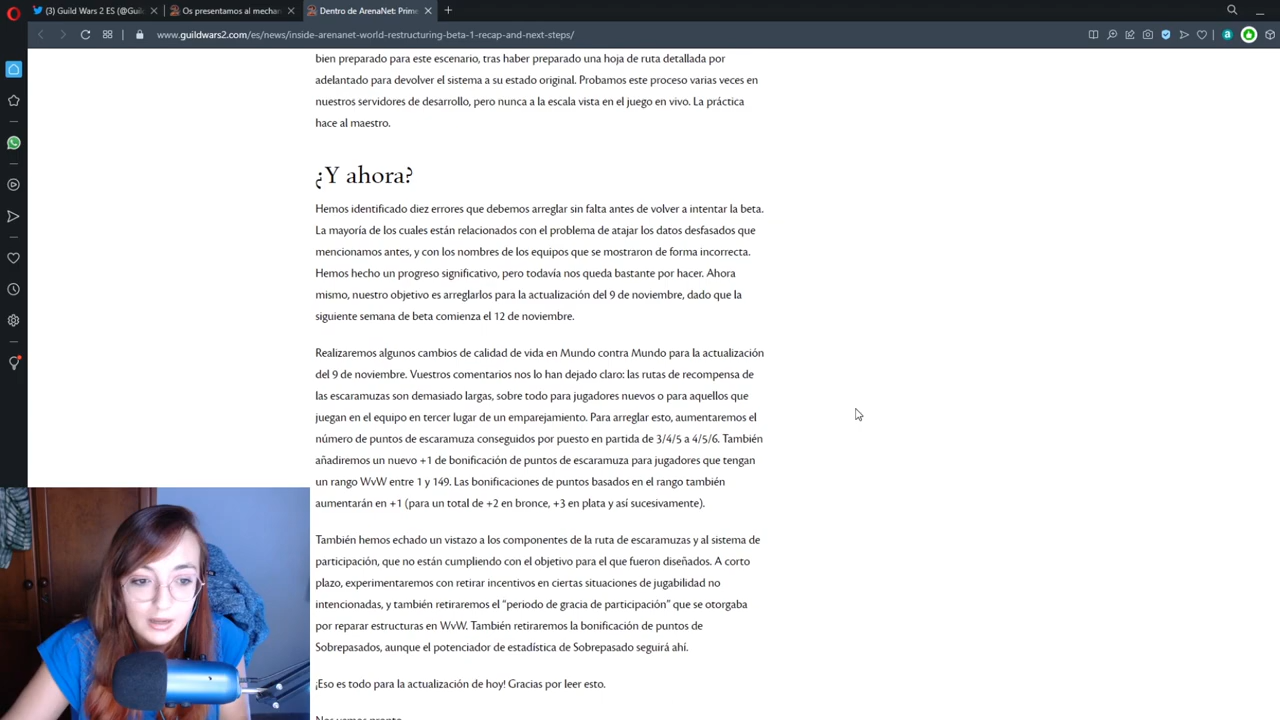 (3) Guild Wars 2 ES (@Guil
Os presentamos al mechan
Dentro de ArenaNet: Prime
www.guildwars2.com/es/news/inside-arenanet-world-restructuring-beta-1-recap-and-next-steps/
bien preparado para este escenario, tras haber preparado una hoja de ruta detallada por
adelantado para devolver el sistema a su estado original. Probamos este proceso varias veces en
nuestros servidores de desarrollo, pero nunca a la escala vista en el juego en vivo. La práctica
hace al maestro.
¿Y ahora?
Hemos identificado diez errores que debemos arreglar sin falta antes de volver a intentar la beta.
La mayoría de los cuales están relacionados con el problema de atajar los datos desfasados que
mencionamos antes, y con los nombres de los equipos que se mostraron de forma incorrecta.
Hemos hecho un progreso significativo, pero todavía nos queda bastante por hacer. Ahora
mismo, nuestro objetivo es arreglarlos para la actualización del 9 de noviembre, dado que la
siguiente semana de beta comienza el 12 de noviembre.
Realizaremos algunos cambios de calidad de vida en Mundo contra Mundo para la actualización
del 9 de noviembre. Vuestros comentarios nos lo han dejado claro: las rutas de recompensa de
las escaramuzas son demasiado largas, sobre todo para jugadores nuevos o para aquellos que
juegan en el equipo en tercer lugar de un emparejamiento. Para arreglar esto, aumentaremos el
número de puntos de escaramuza conseguidos por puesto en partida de 3/4/5 a 4/5/6. También
añadiremos un nuevo +1 de bonificación de puntos de escaramuza para jugadores que tengan
un rango WvW entre 1 y 149. Las bonificaciones de puntos basados en el rango también
aumentarán en +1 (para un total de +2 en bronce, +3 en plata y así sucesivamente).
También hemos echado un vistazo a los componentes de la ruta de escaramuzas y al sistema de
participación, que no están cumpliendo con el objetivo para el que fueron diseñados. A corto
plazo, experimentaremos con retirar incentivos en ciertas situaciones de jugabilidad no
intencionadas, y también retiraremos el “periodo de gracia de participación” que se otorgaba
por reparar estructuras en WvW. También retiraremos la bonificación de puntos de
Sobrepasados, aunque el potenciador de estadística de Sobrepasado seguirá ahí.
¡Eso es todo para la actualización de hoy! Gracias por leer esto.
Nos vemos pronto